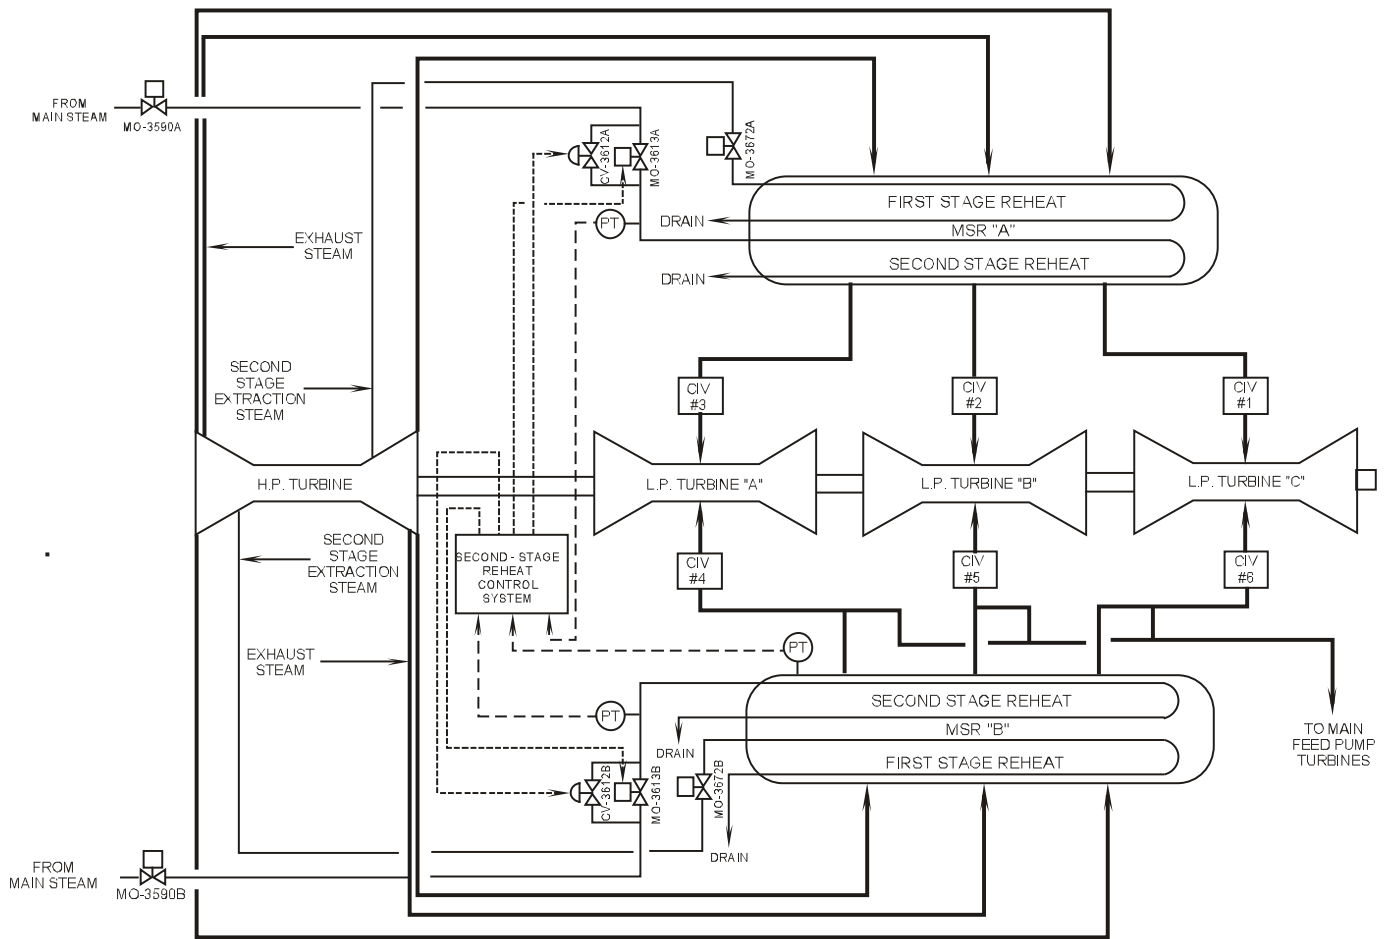 FROM
MAIN STEAM
MO-3590A
CV-3612A
MO-3613A
MO-3672A
PT
DRAIN
FIRST STAGE REHEAT
MSR "A"
SECOND STAGE REHEAT
DRAIN
EXHAUST
STEAM
SECOND
STAGE
EXTRACTION
STEAM
CIV
#3
CIV
#2
CIV
#1
H.P. TURBINE
L.P. TURBINE "A"
L.P. TURBINE "B"
L.P. TURBINE "C"
SECOND
STAGE
EXTRACTION
STEAM
SECOND-STAGE
REHEAT
CONTROL
SYSTEM
CIV
#4
CIV
#5
CIV
#6
EXHAUST
STEAM
PT
PT
SECOND STAGE REHEAT
MSR "B"
FIRST STAGE REHEAT
DRAIN
TO MAIN
FEED PUMP
TURBINES
CV-3612B
MO-3613B
MO-3672B
DRAIN
FROM
MAIN STEAM
MO-3590B